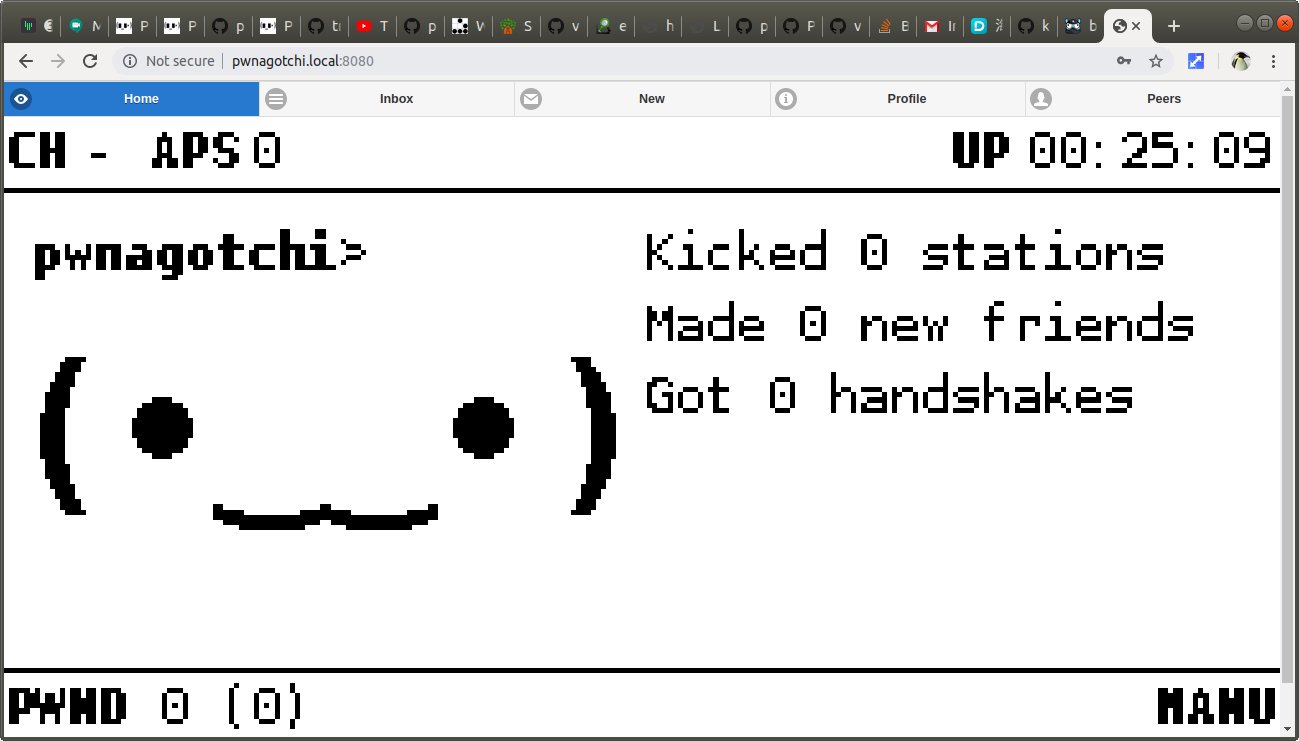 € M P P P p P t T p W S v e h L p P v B I 浏 k b
Not secure | pwnagotchi.local:8080
Home Inbox New Profile Peers
CH - APS 0 UP 00:25:09
pwnagotchi>
Kicked 0 stations
Made 0 new friends
Got 0 handshakes
PWND 0 (0) MANU